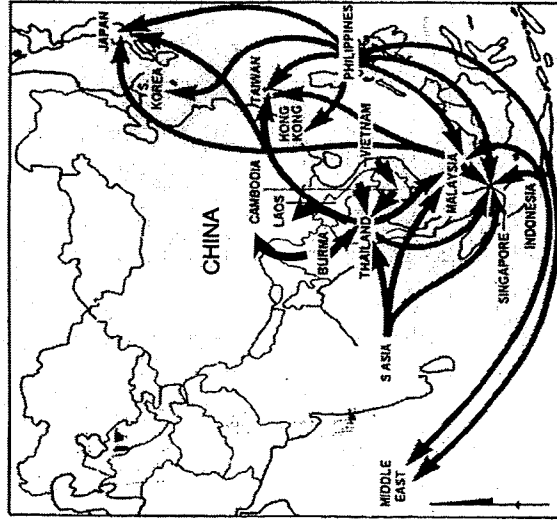 JAPAN
S.
KOREA
TAIWAN
PHILIPPINES
HONG
KONG
VIETNAM
CAMBODIA
LAOS
CHINA
BURMA
THAILAND
MALAYSIA
S ASIA
SINGAPORE
INDONESIA
MIDDLE
EAST